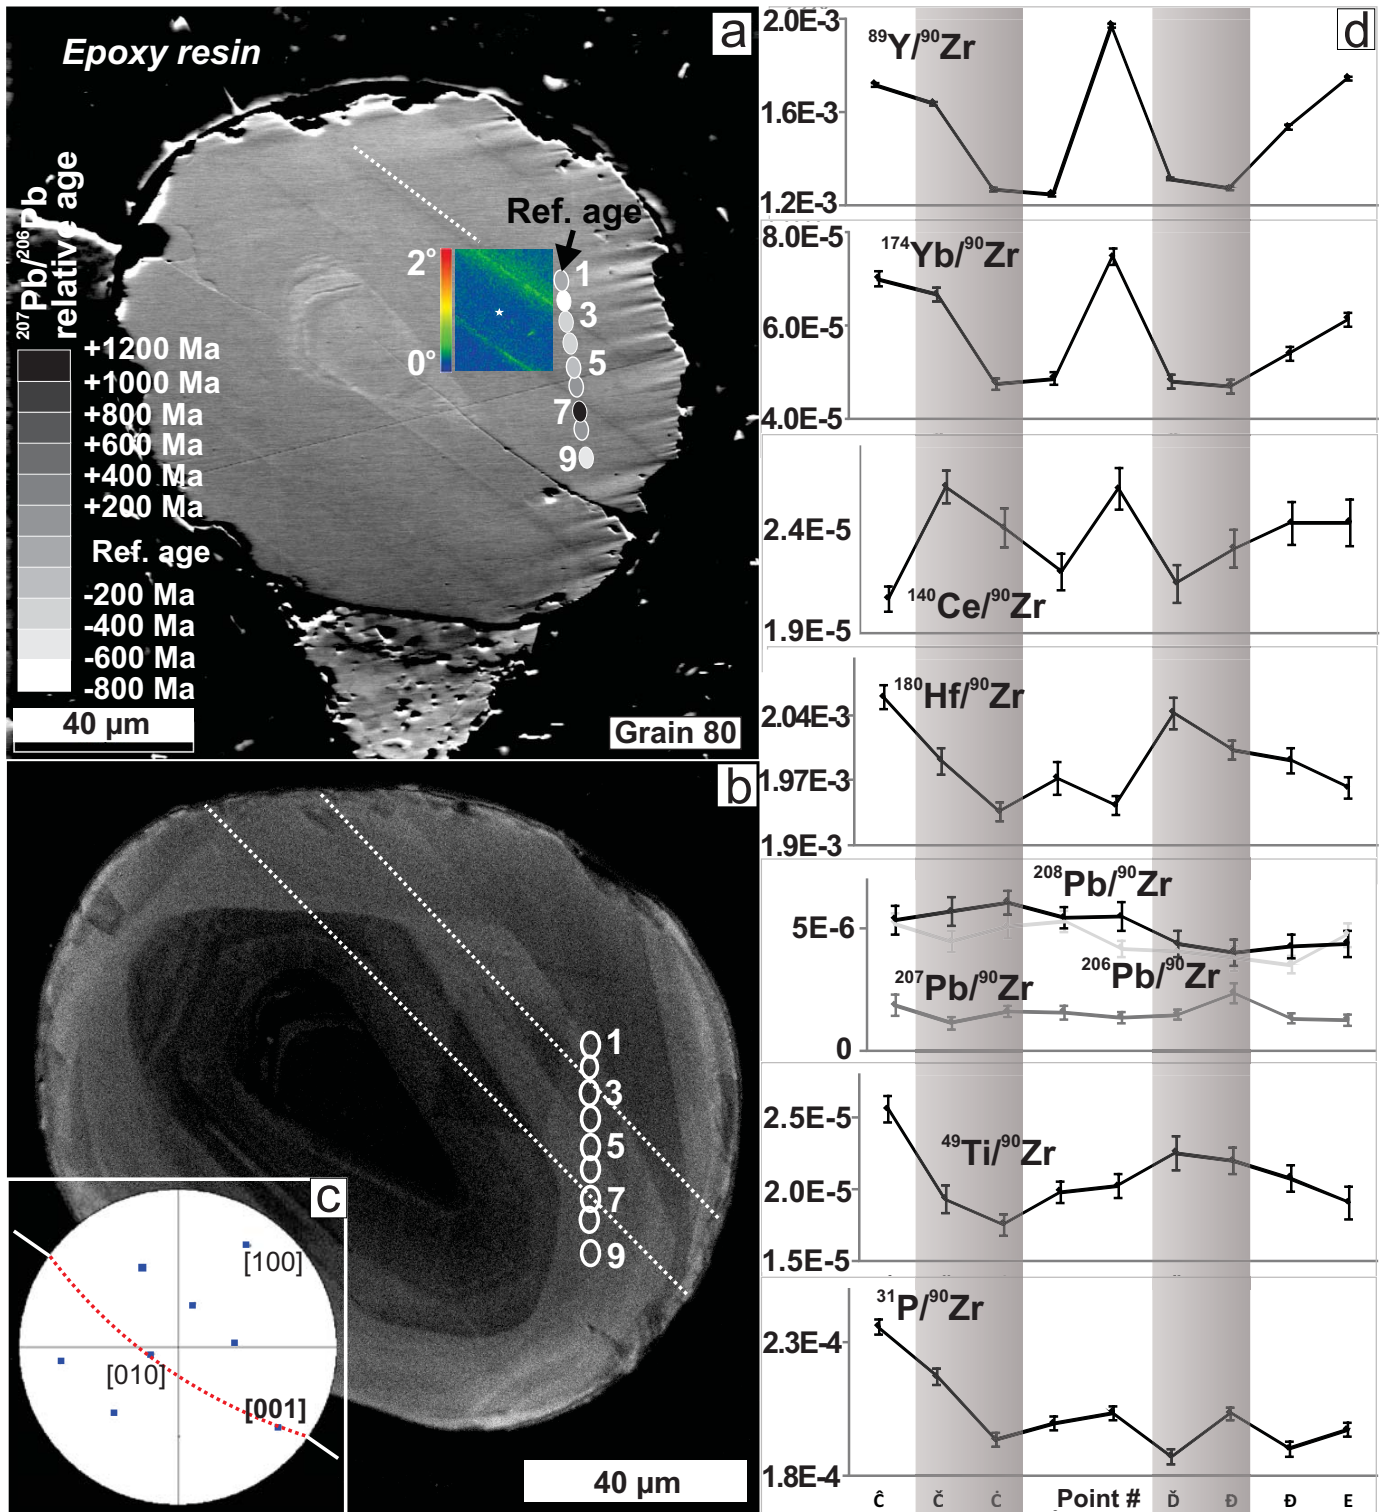 a
Epoxy resin
²⁰⁷Pb/²⁰⁶Pb
relative age
+1200 Ma
+1000 Ma
+800 Ma
+600 Ma
+400 Ma
+200 Ma
Ref. age
-200 Ma
-400 Ma
-600 Ma
-800 Ma
40 µm
2°
0°
Ref. age
1
3
5
7
9
Grain 80
b
1
3
5
7
9
40 µm
c
[100]
[010]
[001]
d
⁸⁹Y/⁹⁰Zr
2.0E-3
1.6E-3
1.2E-3
¹⁷⁴Yb/⁹⁰Zr
8.0E-5
6.0E-5
4.0E-5
¹⁴⁰Ce/⁹⁰Zr
2.4E-5
1.9E-5
¹⁸⁰Hf/⁹⁰Zr
2.04E-3
1.97E-3
1.9E-3
²⁰⁸Pb/⁹⁰Zr
²⁰⁷Pb/⁹⁰Zr
²⁰⁶Pb/⁹⁰Zr
5E-6
0
⁴⁹Ti/⁹⁰Zr
2.5E-5
2.0E-5
1.5E-5
³¹P/⁹⁰Zr
2.3E-4
1.8E-4
Ĉ Č Ċ Point # Ď Đ Đ E